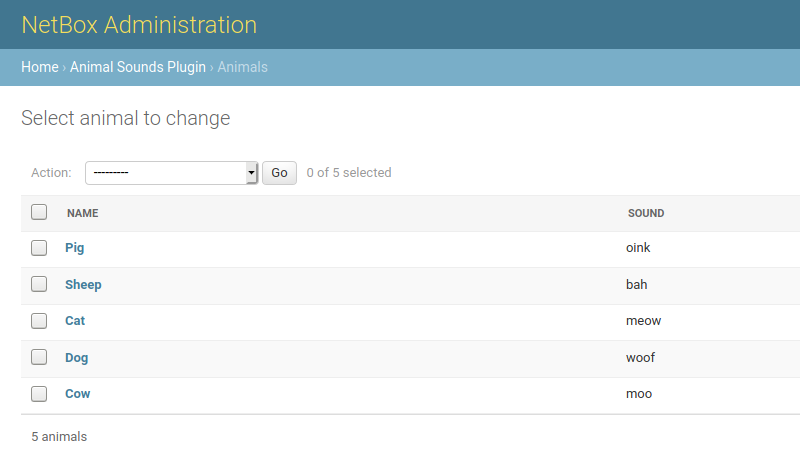 NetBox Administration
Home › Animal Sounds Plugin › Animals
Select animal to change
Action: --------- Go 0 of 5 selected
NAME SOUND
Pig oink
Sheep bah
Cat meow
Dog woof
Cow moo
5 animals